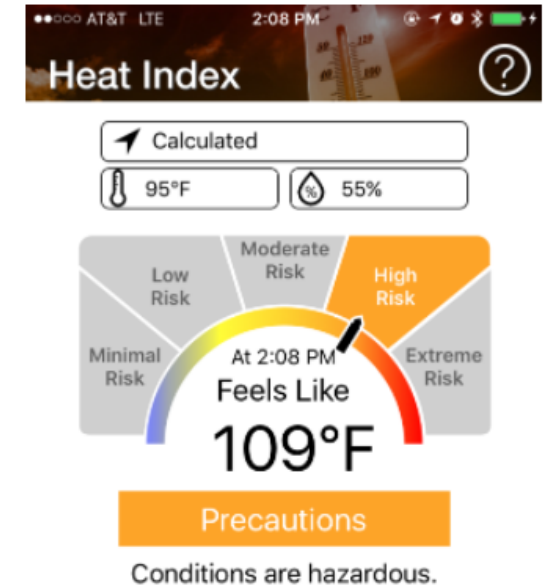 AT&T LTE 2:08 PM
Heat Index ?
Calculated
95°F % 55%
Moderate
Risk
Low
Risk
High
Risk
Minimal
Risk
Extreme
Risk
At 2:08 PM
Feels Like
109°F
Precautions
Conditions are hazardous.